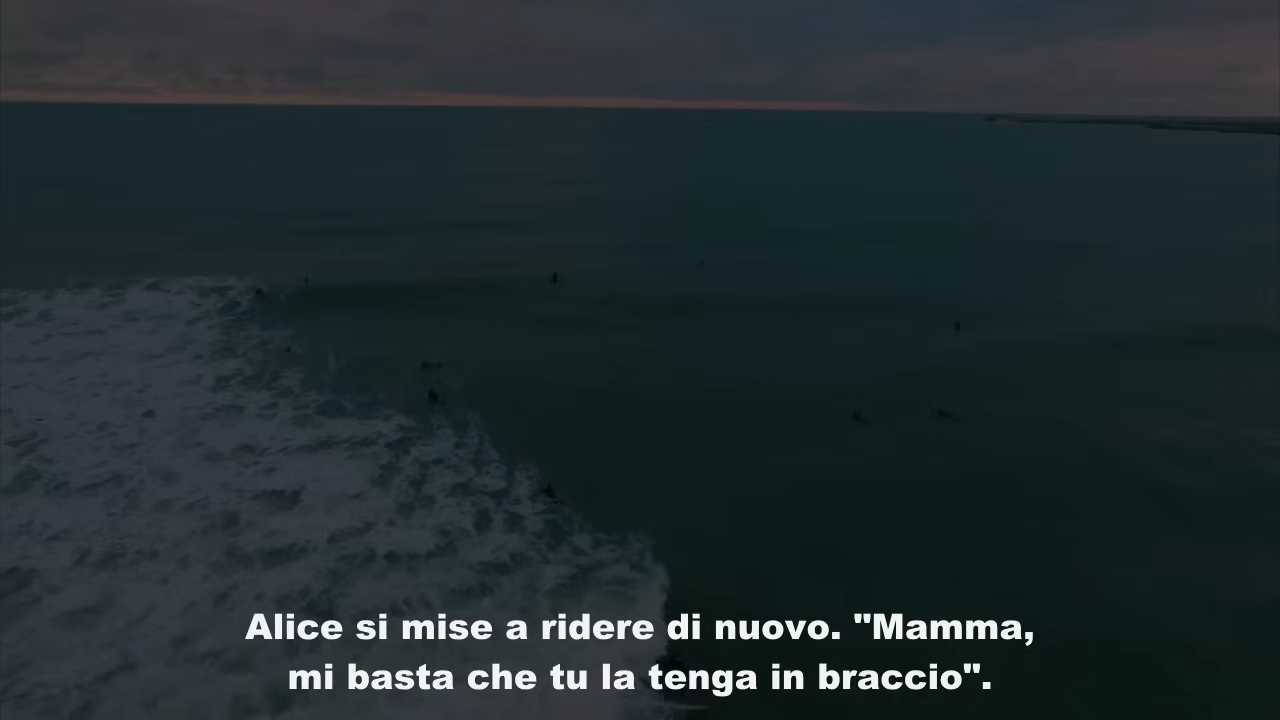 Alice si mise a ridere di nuovo. "Mamma,
mi basta che tu la tenga in braccio".